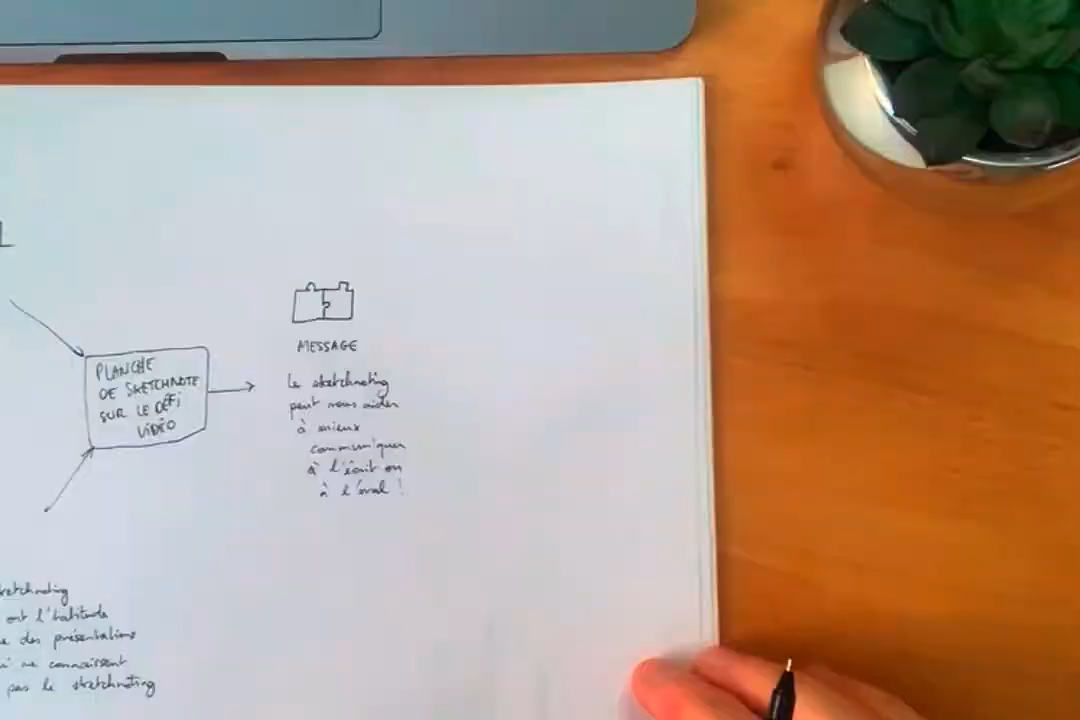 PLANCHE
DE SKETCHNOTE
SUR LE DÉFI
VIDÉO
MESSAGE
Le sketchnoting
peut nous aider
à mieux
communiquer
à l'écrit ou
à l'oral !
sketchnoting
ont l'habitude
des présentations
ne connaissent
pas le sketchnoting